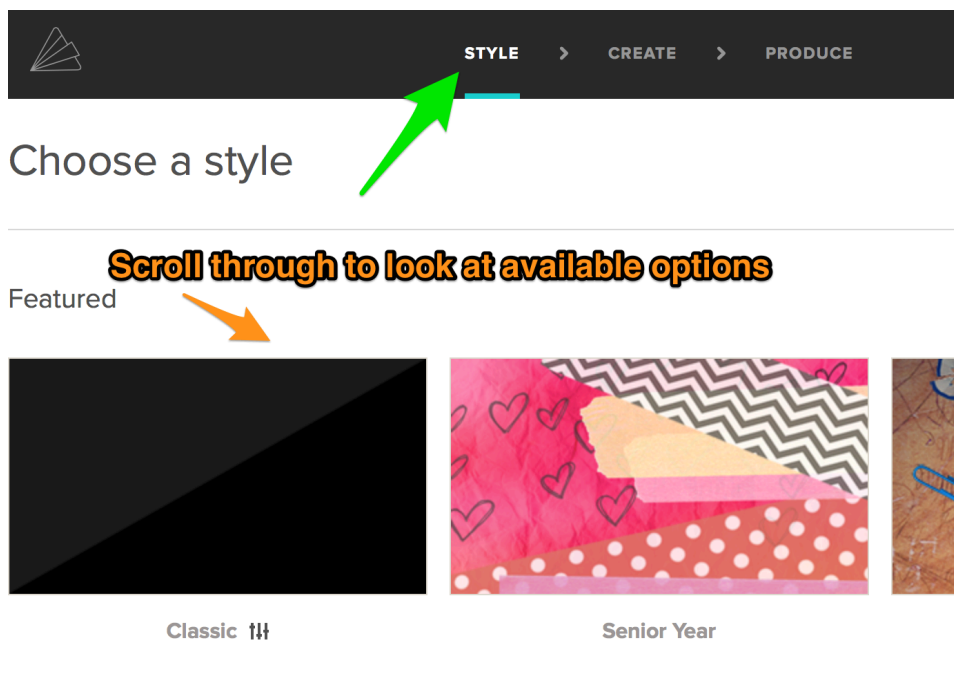 STYLE > CREATE > PRODUCE
Choose a style
Scroll through to look at available options
Featured
Classic
Senior Year